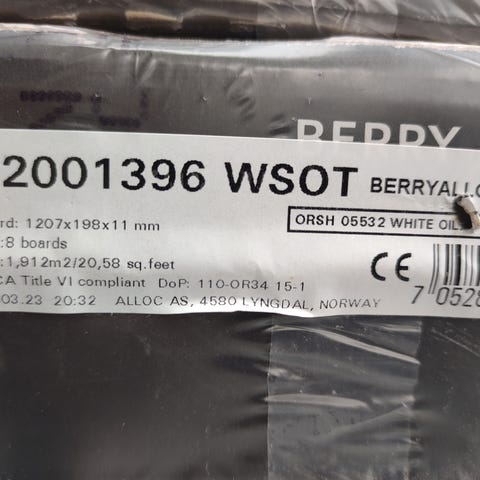 BERRY
2001396 WSOT BERRYALLO
rd: 1207x198x11 mm
ORSH 05532 WHITE OIL
:8 boards
:1,912m2/20,58 sq.feet
CE
CA Title VI compliant DoP: 110-0R34 15-1
03.23 20:32 ALLOC AS, 4580 LYNGDAL, NORWAY
7 0528